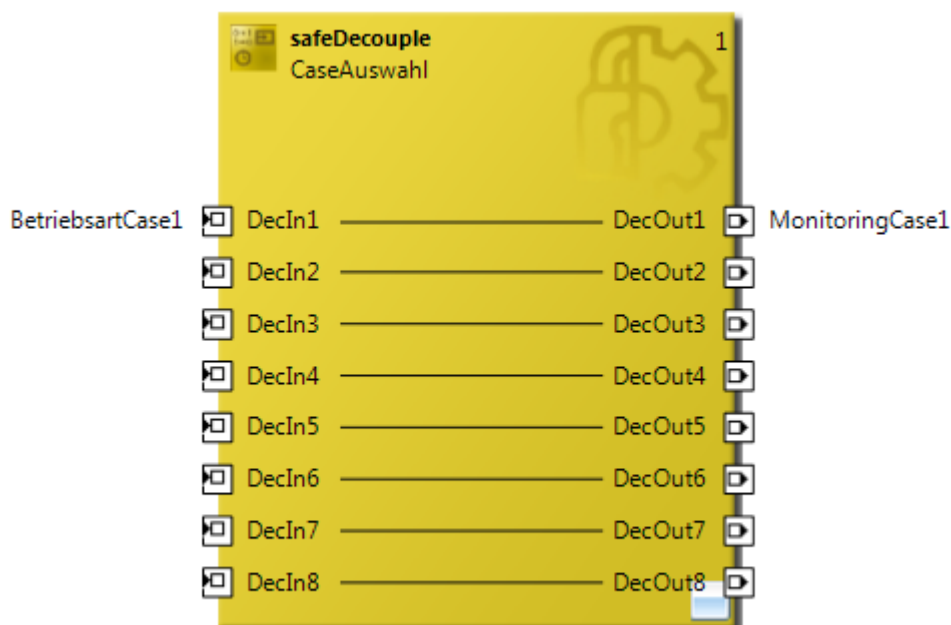 safeDecouple 1
CaseAuswahl
BetriebsartCase1 DecIn1 DecOut1 MonitoringCase1
DecIn2 DecOut2
DecIn3 DecOut3
DecIn4 DecOut4
DecIn5 DecOut5
DecIn6 DecOut6
DecIn7 DecOut7
DecIn8 DecOut8